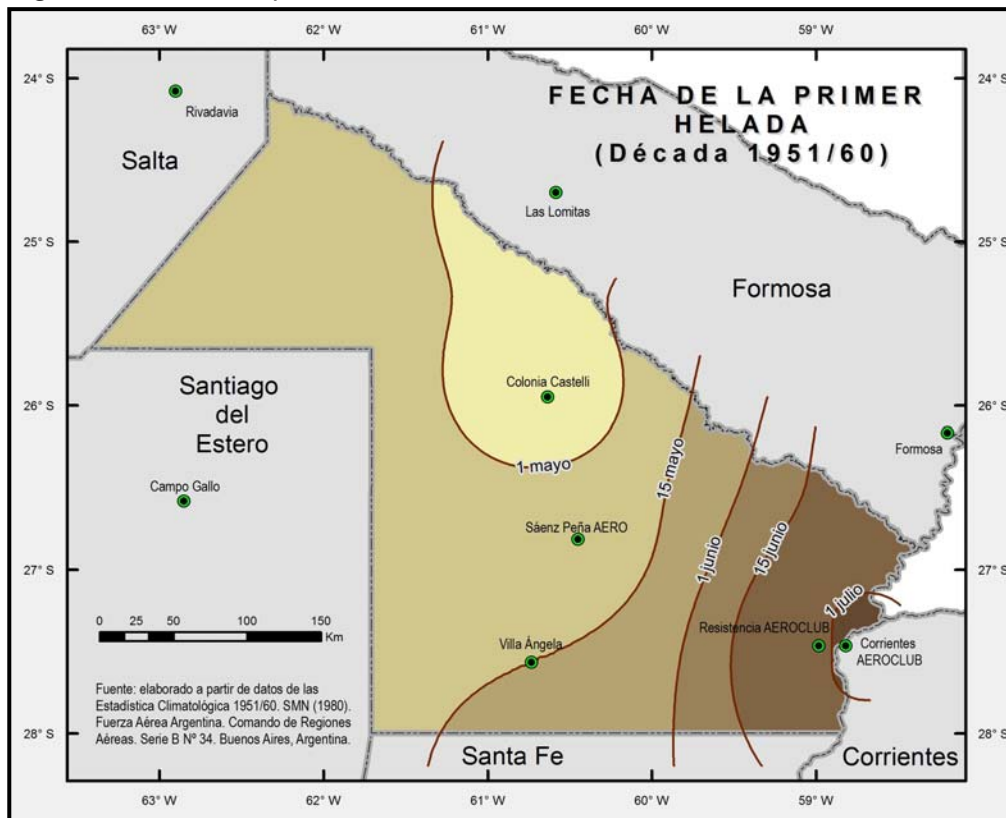 63° W 62° W 61° W 60° W 59° W
24° S 24° S
FECHA DE LA PRIMER
HELADA
(Década 1951/60)
Rivadavia
Salta
Las Lomitas
25° S 25° S
Formosa
Colonia Castelli
Santiago
del
Estero
26° S 26° S
Formosa
1 mayo
15 mayo
Campo Gallo
Sáenz Peña AERO
27° S 27° S
1 junio
15 junio
1 julio
0 25 50 100 150
Km
Villa Ángela
Resistencia AEROCLUB
Corrientes
AEROCLUB
Fuente: elaborado a partir de datos de las
Estadística Climatológica 1951/60. SMN (1980).
Fuerza Aérea Argentina. Comando de Regiones
Aéreas. Serie B Nº 34. Buenos Aires, Argentina.
28° S 28° S
Santa Fe
Corrientes
63° W 62° W 61° W 60° W 59° W